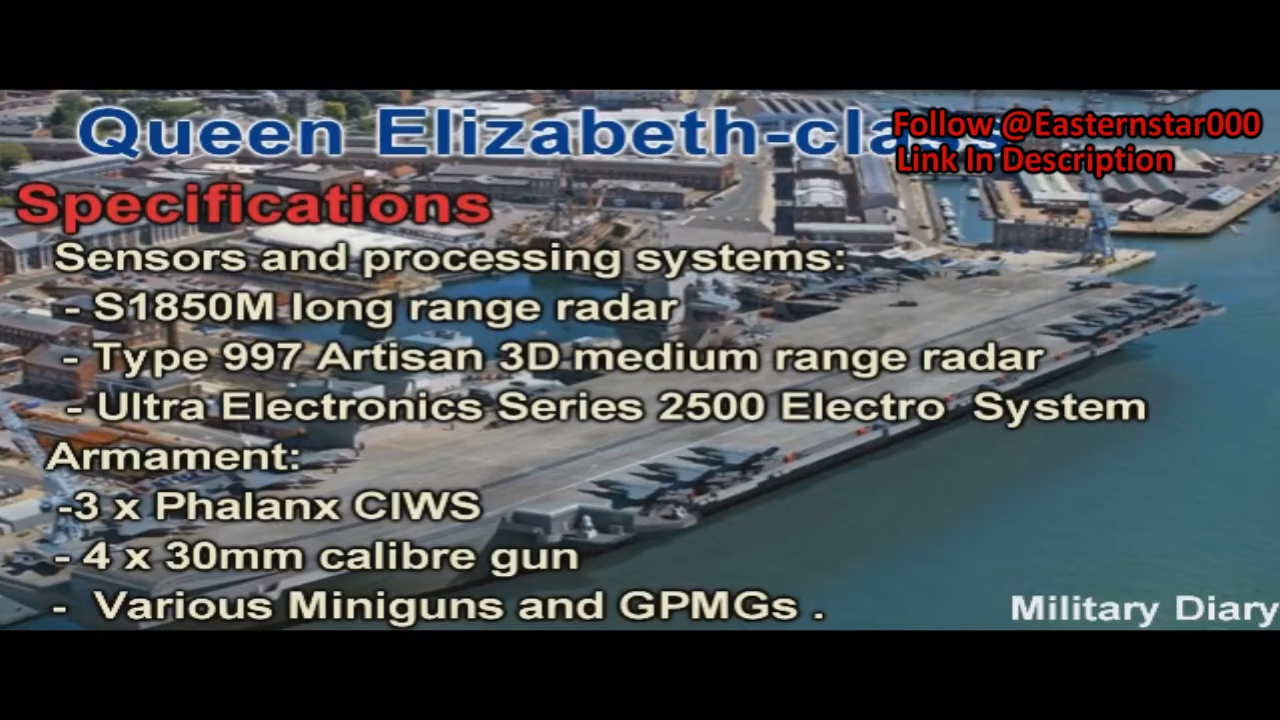 Queen Elizabeth-class
Follow @Easternstar000
Link In Description
Specifications
Sensors and processing systems:
- S1850M long range radar
- Type 997 Artisan 3D medium range radar
- Ultra Electronics Series 2500 Electro System
Armament:
-3 x Phalanx CIWS
- 4 x 30mm calibre gun
- Various Miniguns and GPMGs .
Military Diary